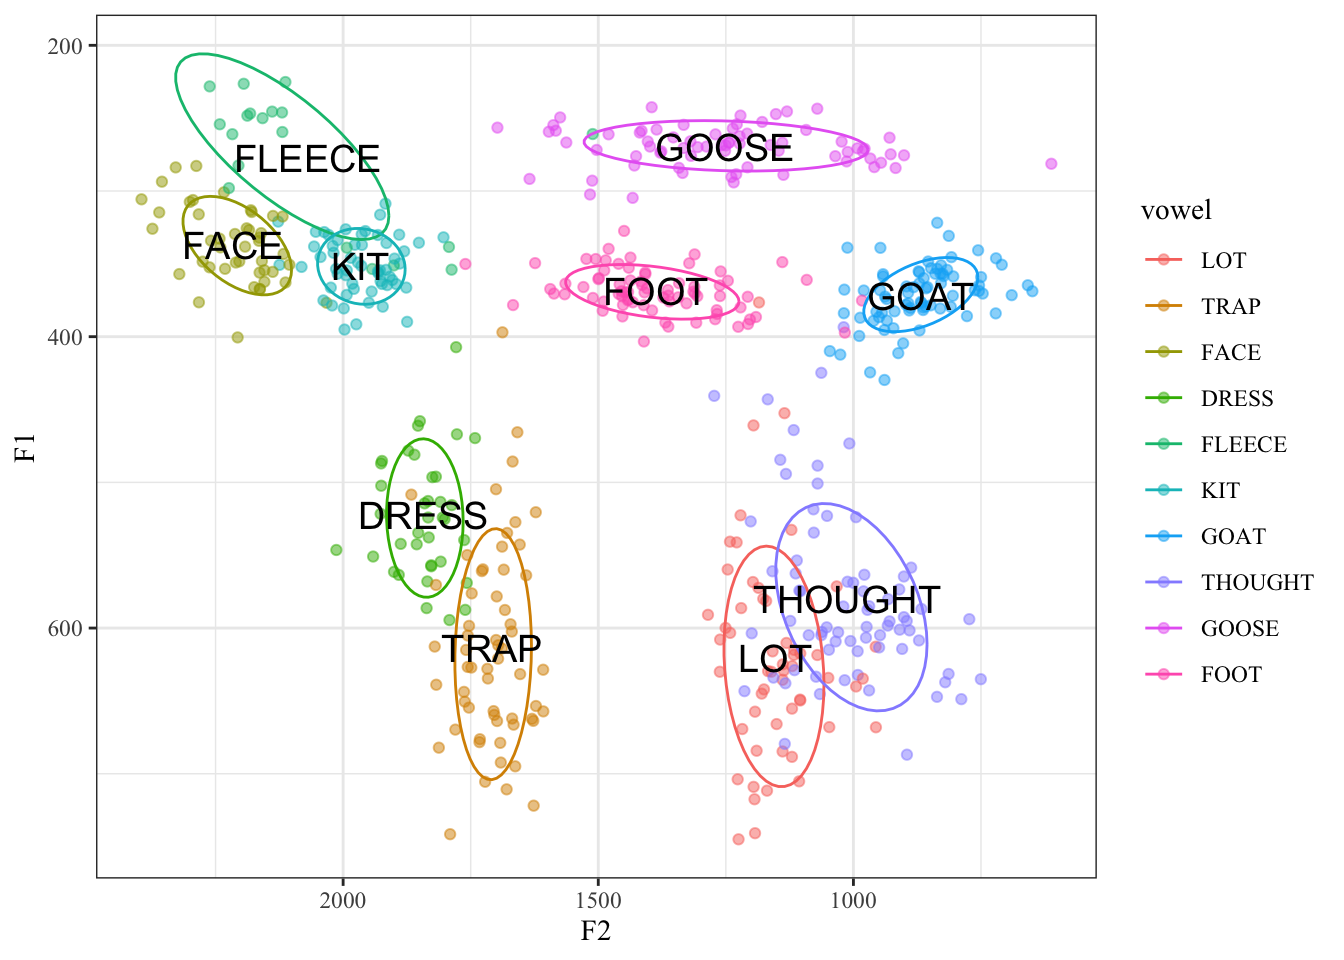 200
400
600
F1
2000
1500
1000
F2
FLEECE
GOOSE
FACE
KIT
FOOT
GOAT
DRESS
THOUGHT
TRAP
LOT
vowel
LOT
TRAP
FACE
DRESS
FLEECE
KIT
GOAT
THOUGHT
GOOSE
FOOT